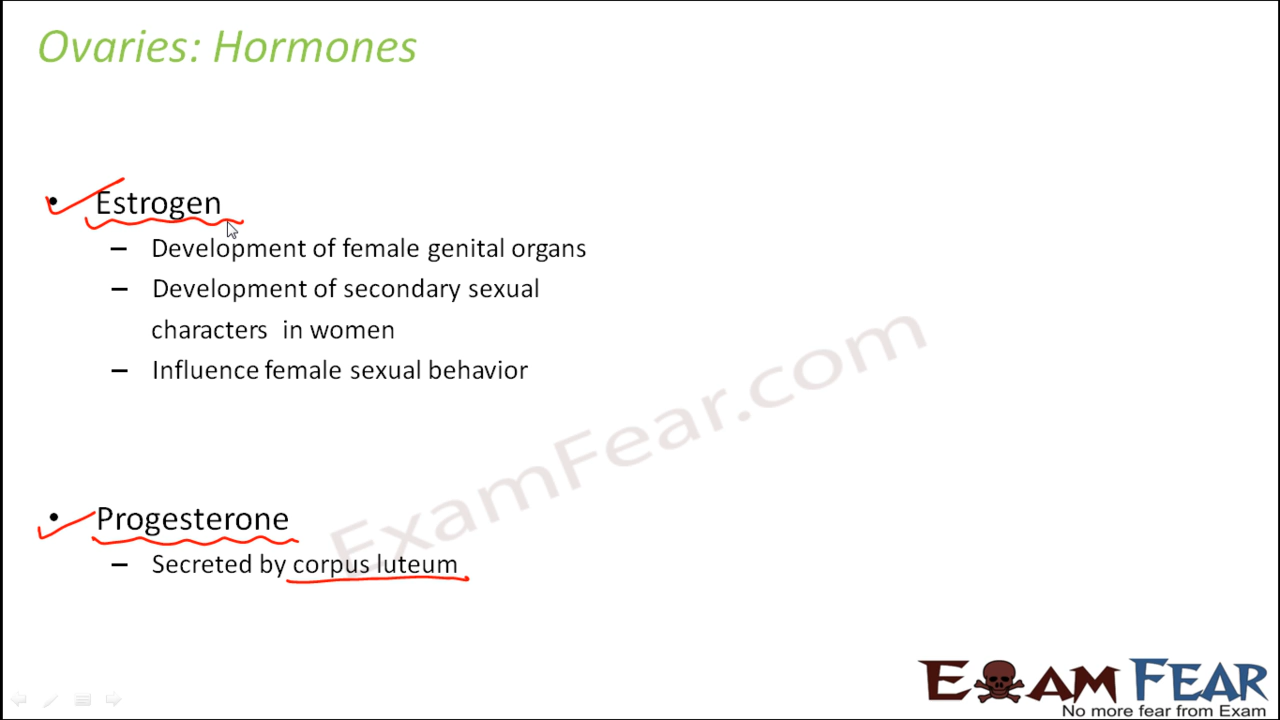 Ovaries: Hormones
• Estrogen
– Development of female genital organs
– Development of secondary sexual
characters in women
– Influence female sexual behavior
ExamFear.com
• Progesterone
– Secreted by corpus luteum
EXAM FEAR
No more fear from Exam